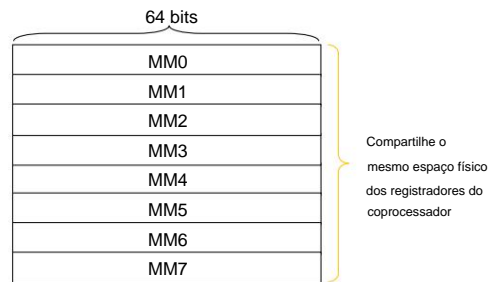 64 bits
MM0
MM1
MM2
MM3
MM4
MM5
MM6
MM7
Compartilhe o
mesmo espaço físico
dos registradores do
coprocessador